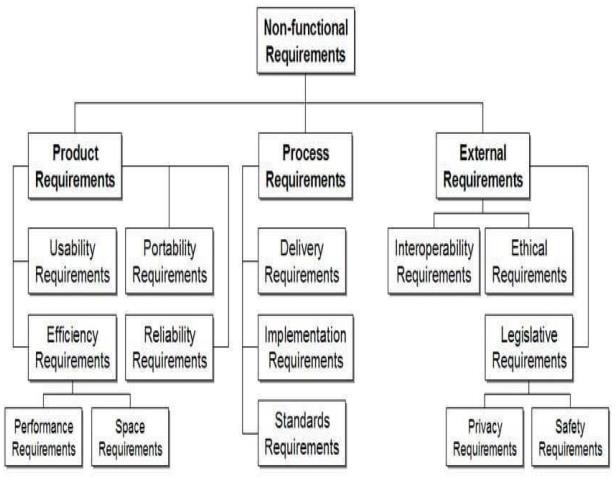 Non-functional
Requirements
Product
Requirements
Process
Requirements
External
Requirements
Usability
Requirements
Portability
Requirements
Delivery
Requirements
Interoperability
Requirements
Ethical
Requirements
Efficiency
Requirements
Reliability
Requirements
Implementation
Requirements
Legislative
Requirements
Performance
Requirements
Space
Requirements
Standards
Requirements
Privacy
Requirements
Safety
Requirements